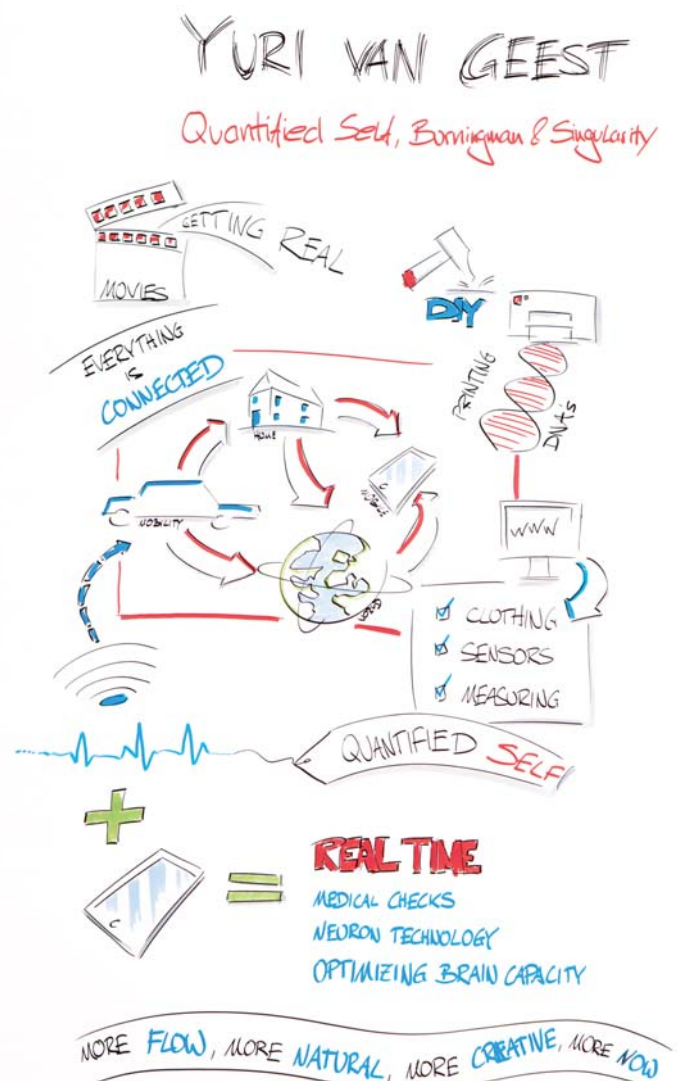 YURI VAN GEEST
Quantified Self, Burningman & Singularity
GETTING REAL
MOVIES
DIY
PRINTING
DNA's
EVERYTHING
IS
CONNECTED
HOME
MOBILE
MOBILITY
WORLD
WWW
CLOTHING
SENSORS
MEASURING
QUANTIFIED SELF
REAL TIME
MEDICAL CHECKS
NEURON TECHNOLOGY
OPTIMIZING BRAIN CAPACITY
MORE FLOW, MORE NATURAL, MORE CREATIVE, MORE NOW